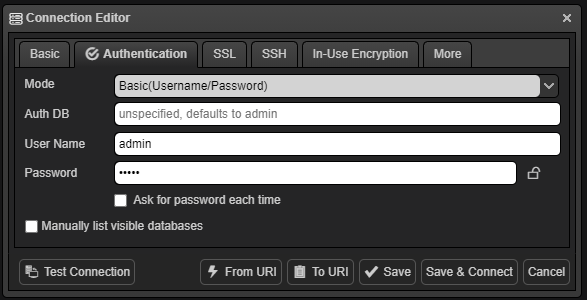 Connection Editor
Basic Authentication SSL SSH In-Use Encryption More
Mode Basic(Username/Password)
Auth DB unspecified, defaults to admin
User Name admin
Password •••••
Ask for password each time
Manually list visible databases
Test Connection From URI To URI Save Save & Connect Cancel